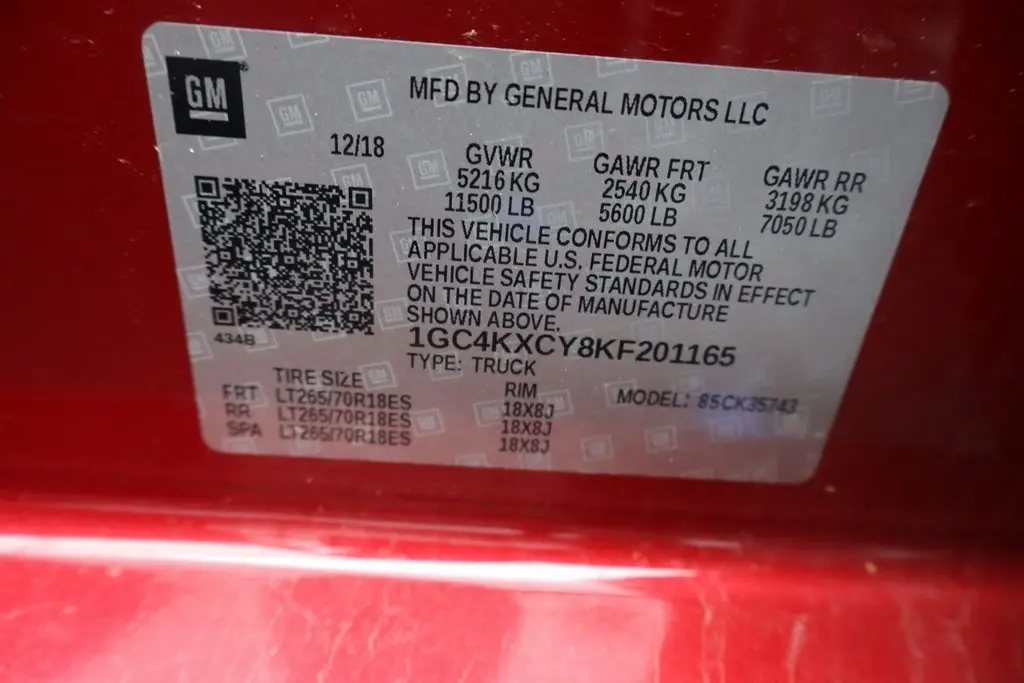 GM
MFD BY GENERAL MOTORS LLC
12/18
GVWR GAWR FRT GAWR RR
5216 KG 2540 KG 3198 KG
11500 LB 5600 LB 7050 LB
THIS VEHICLE CONFORMS TO ALL
APPLICABLE U.S. FEDERAL MOTOR
VEHICLE SAFETY STANDARDS IN EFFECT
ON THE DATE OF MANUFACTURE
SHOWN ABOVE.
434B
1GC4KXCY8KF201165
TYPE: TRUCK
TIRE SIZE RIM MODEL: 85CK35743
FRT LT265/70R18ES 18X8J
RR LT265/70R18ES 18X8J
SPA LT265/70R18ES 18X8J